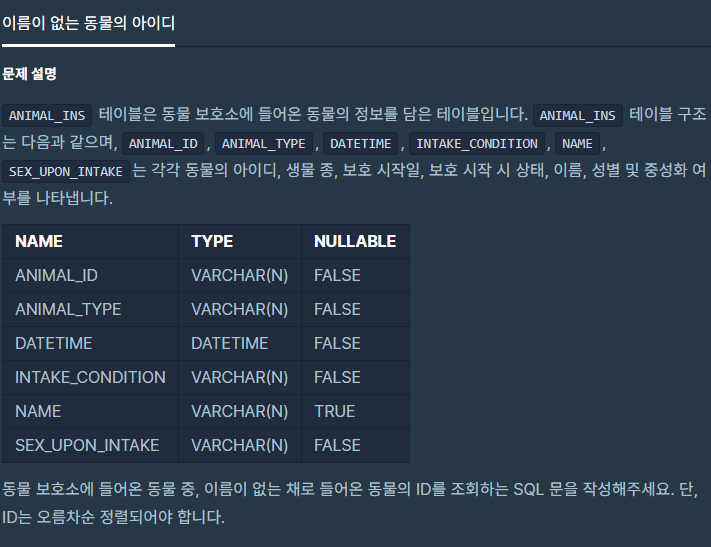 이름이 없는 동물의 아이디
문제 설명
ANIMAL_INS 테이블은 동물 보호소에 들어온 동물의 정보를 담은 테이블입니다. ANIMAL_INS 테이블 구조
는 다음과 같으며, ANIMAL_ID , ANIMAL_TYPE , DATETIME , INTAKE_CONDITION , NAME ,
SEX_UPON_INTAKE 는 각각 동물의 아이디, 생물 종, 보호 시작일, 보호 시작 시 상태, 이름, 성별 및 중성화 여
부를 나타냅니다.
NAME TYPE NULLABLE
ANIMAL_ID VARCHAR(N) FALSE
ANIMAL_TYPE VARCHAR(N) FALSE
DATETIME DATETIME FALSE
INTAKE_CONDITION VARCHAR(N) FALSE
NAME VARCHAR(N) TRUE
SEX_UPON_INTAKE VARCHAR(N) FALSE
동물 보호소에 들어온 동물 중, 이름이 없는 채로 들어온 동물의 ID를 조회하는 SQL 문을 작성해주세요. 단,
ID는 오름차순 정렬되어야 합니다.